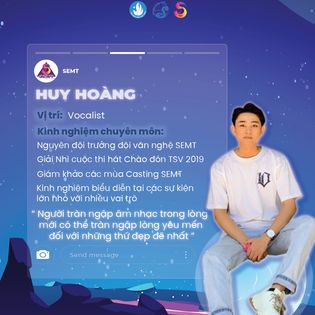 SEMT
HUY HOÀNG
Vị trí: Vocalist
Kinh nghiệm chuyên môn:
Nguyên đội trưởng đội văn nghệ SEMT
Giải Nhì cuộc thi hát Chào đón TSV 2019
Giám khảo các mùa Casting SEMT
Kinh nghiệm biểu diễn tại các sự kiện
lớn nhỏ với nhiều vai trò
" Người tràn ngập âm nhạc trong lòng
mới có thể tràn ngập lòng yêu mến
đối với những thứ đẹp đẽ nhất "
Send message